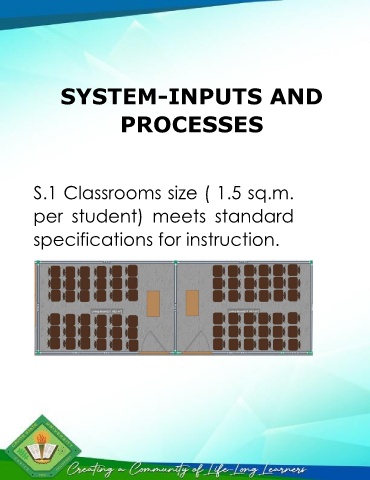 SYSTEM-INPUTS AND
PROCESSES
S.1 Classrooms size ( 1.5 sq.m.
per student) meets standard
specifications for instruction.
Creating a Community of Life-Long Learners